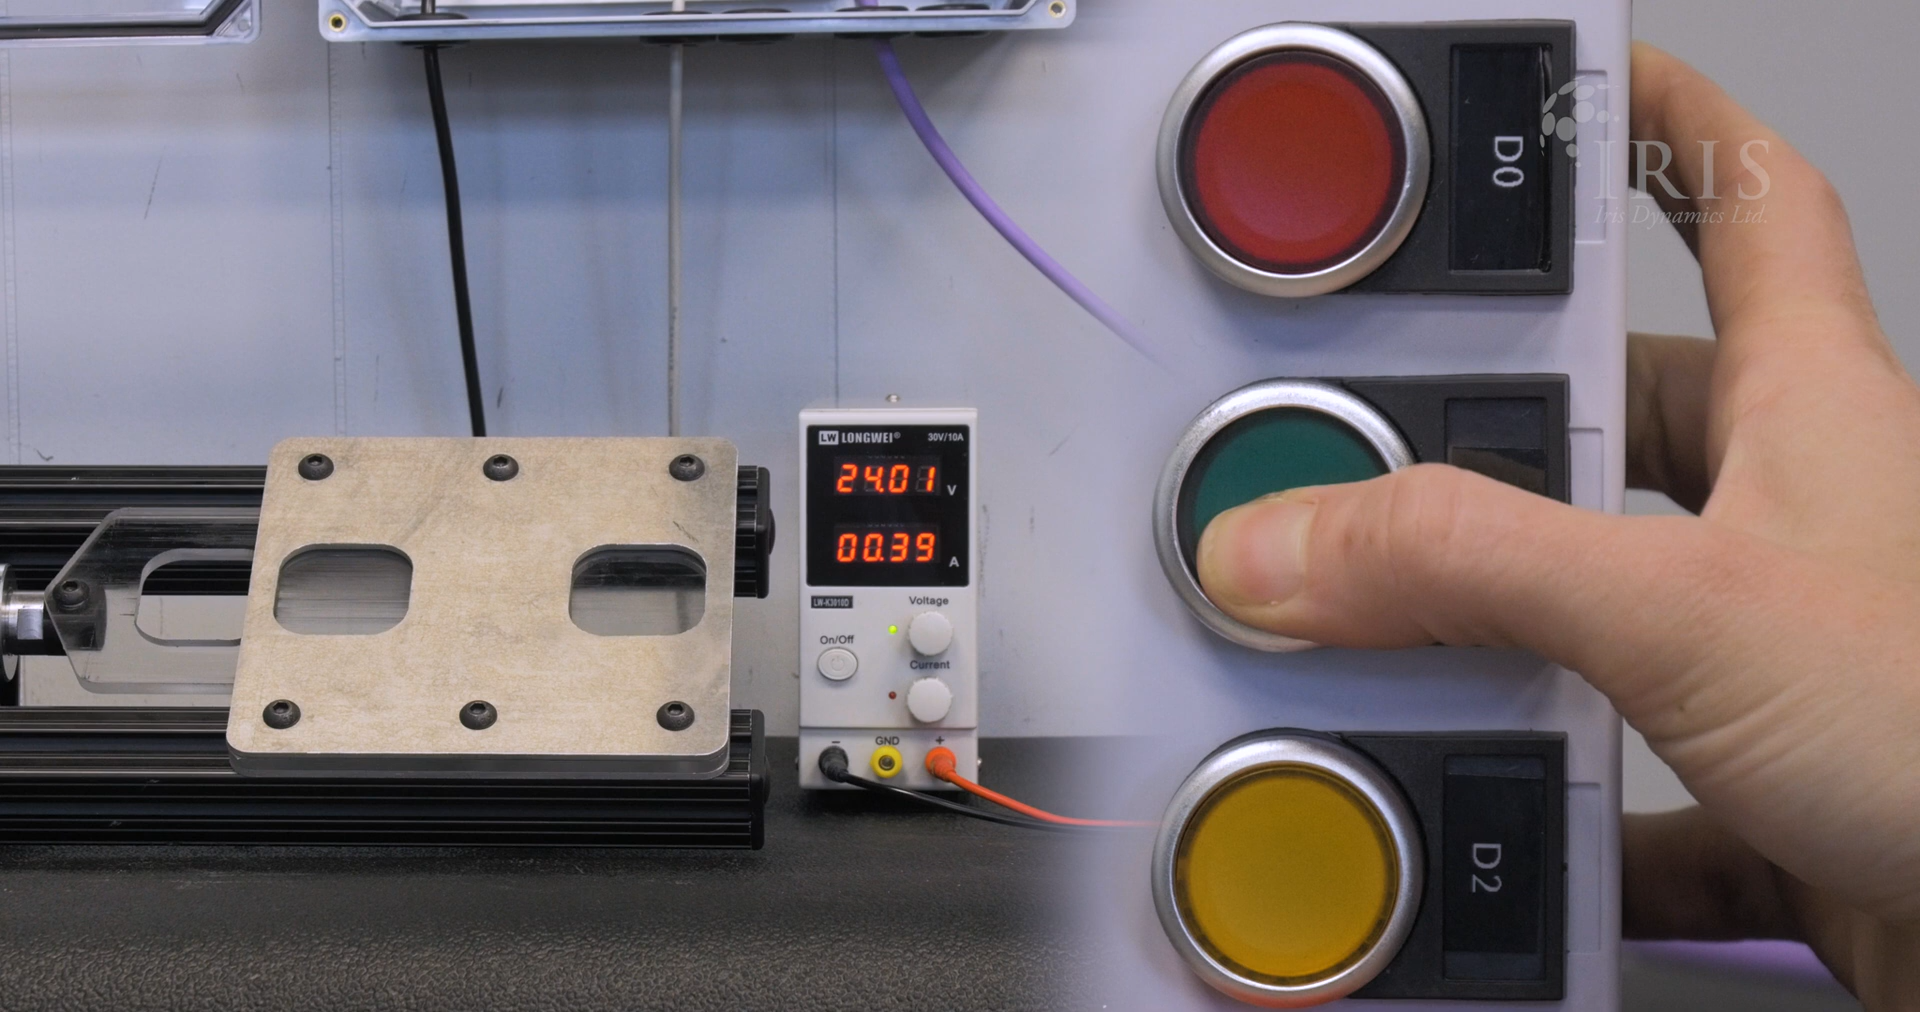 D0
IRIS
Iris Dynamics Ltd.
LW LONGWEI® 30V/10A
24.01 V
00.39 A
LW-K3010D
Voltage
On/Off
Current
− GND +
D2